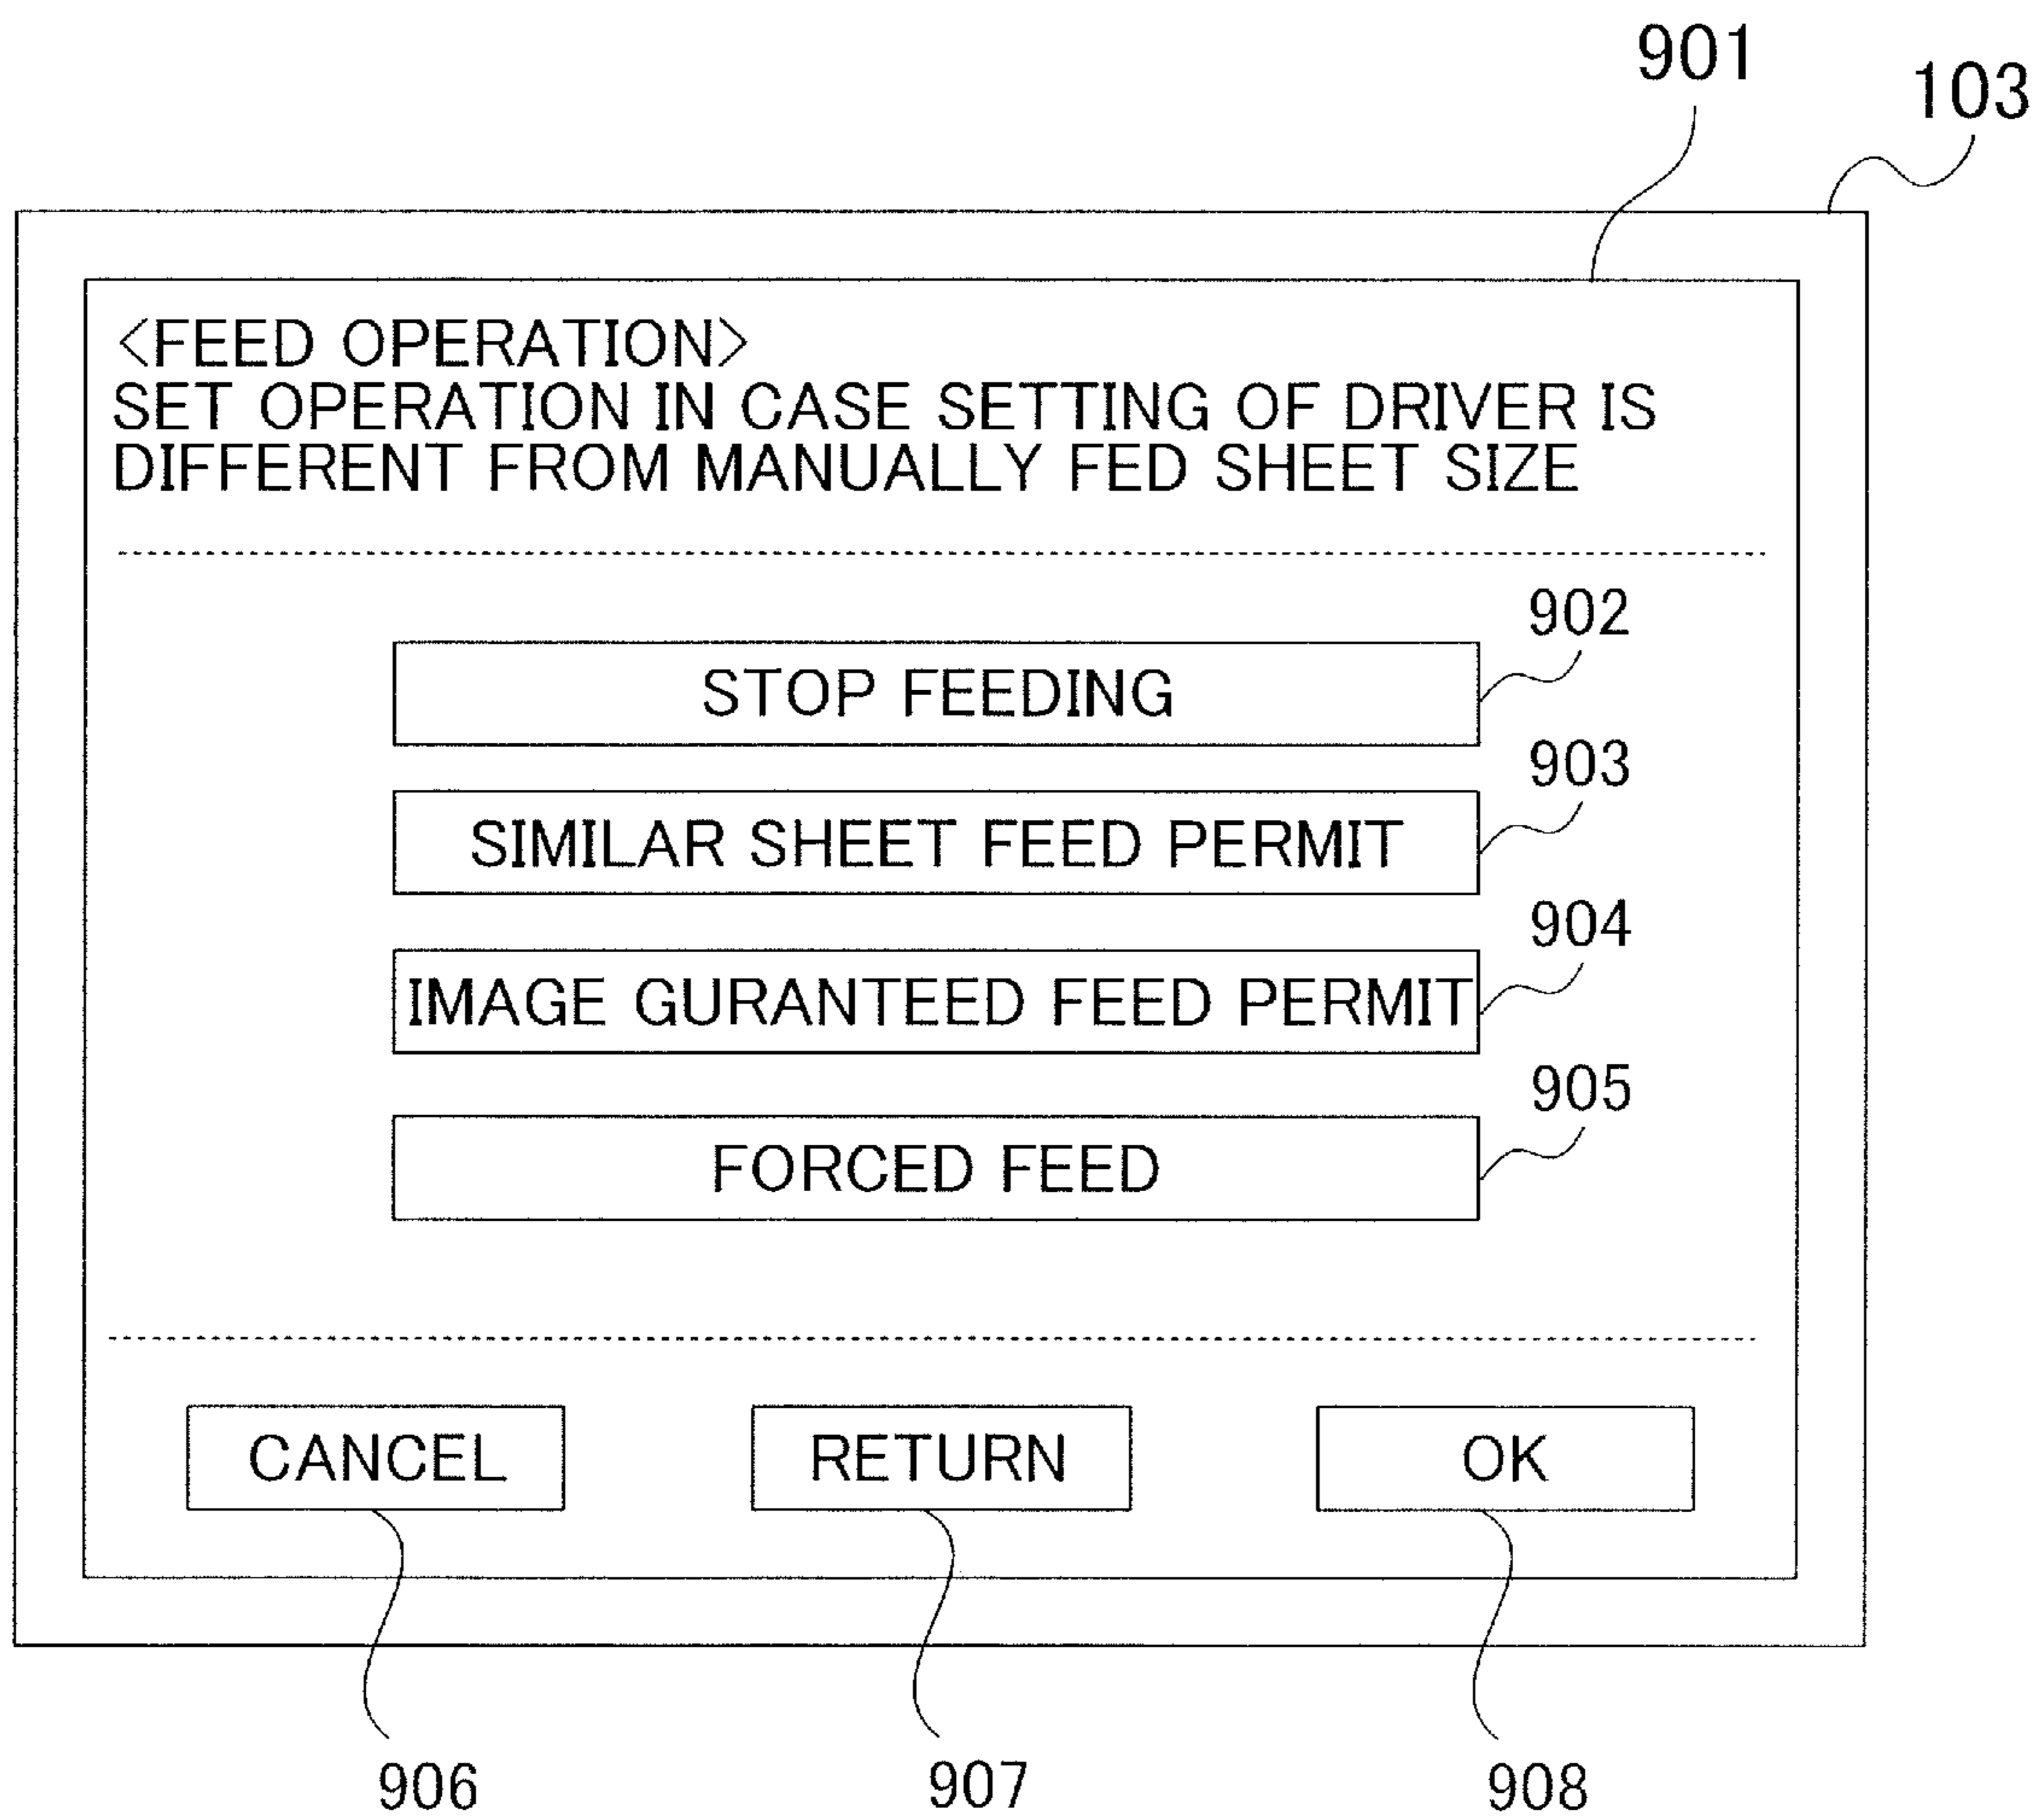 901
103
<FEED OPERATION>
SET OPERATION IN CASE SETTING OF DRIVER IS
DIFFERENT FROM MANUALLY FED SHEET SIZE
902
STOP FEEDING
903
SIMILAR SHEET FEED PERMIT
904
IMAGE GURANTEED FEED PERMIT
905
FORCED FEED
CANCEL RETURN OK
906 907 908